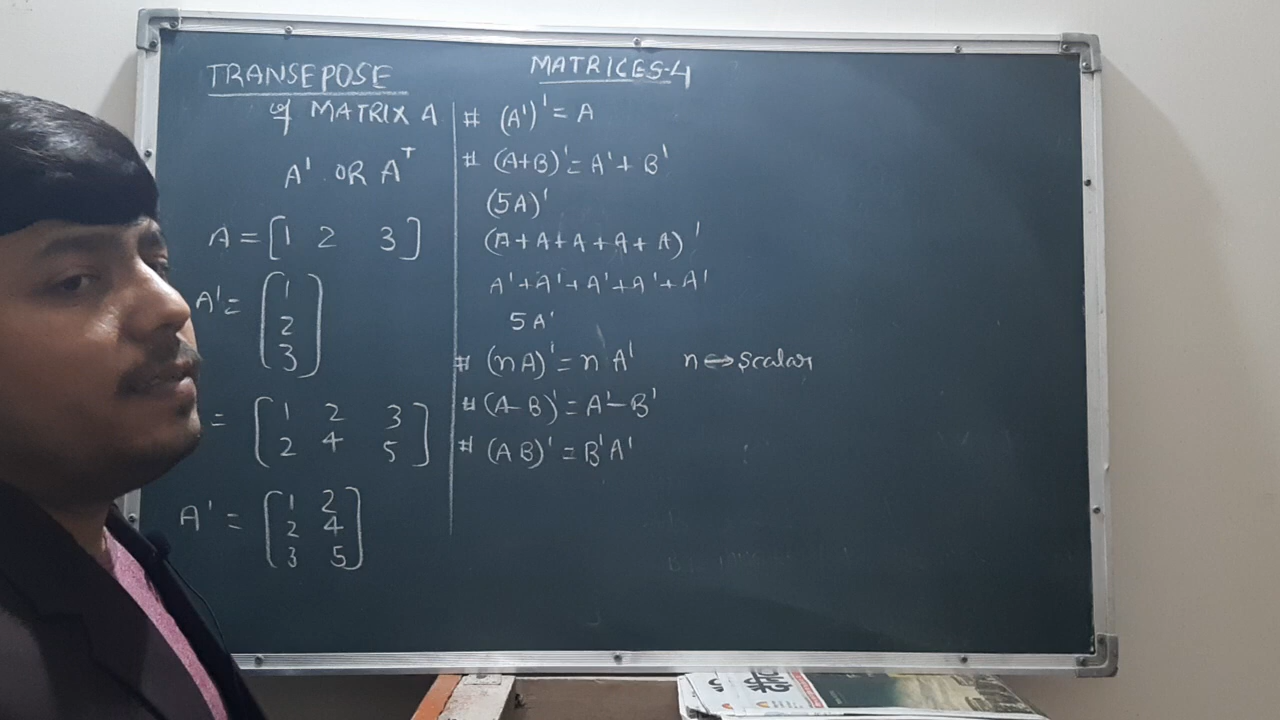 TRANSEPOSE
of MATRIX A
A' OR Aᵀ
A = [1 2 3]
A' = [1
2
3]
= [1 2 3
2 4 5]
A' = [1 2
2 4
3 5]
MATRICES-4
# (A')' = A
# (A+B)' = A' + B'
(5A)'
(A+A+A+A+A)'
A'+A'+A'+A'+A'
5A'
# (nA)' = n A' n ↔ scalar
# (A-B)' = A' - B'
# (AB)' = B'A'